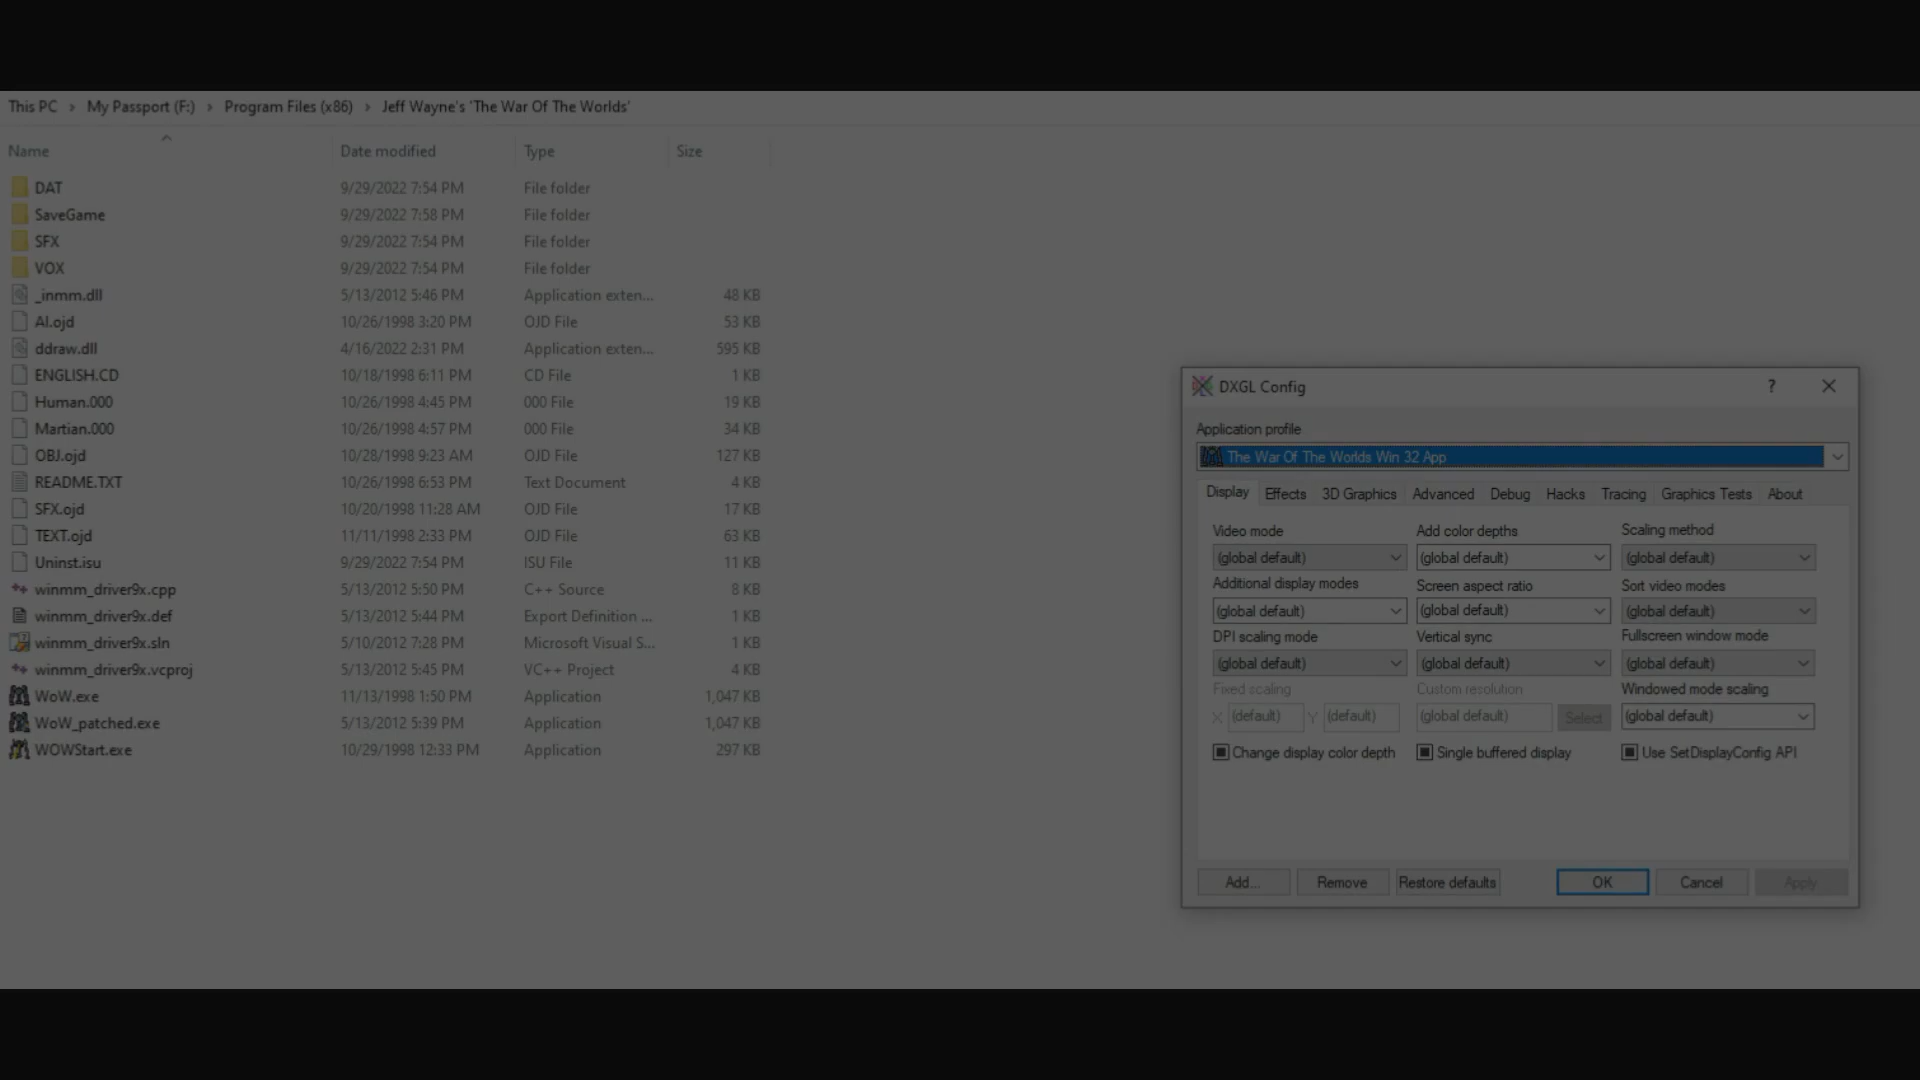 This PC > My Passport (F:) > Program Files (x86) > Jeff Wayne's 'The War Of The Worlds'
Name Date modified Type Size
DAT 9/29/2022 7:54 PM File folder
SaveGame 9/29/2022 7:58 PM File folder
SFX 9/29/2022 7:54 PM File folder
VOX 9/29/2022 7:54 PM File folder
_inmm.dll 5/13/2012 5:46 PM Application exten... 48 KB
AI.ojd 10/26/1998 3:20 PM OJD File 53 KB
ddraw.dll 4/16/2022 2:31 PM Application exten... 595 KB
ENGLISH.CD 10/18/1998 6:11 PM CD File 1 KB
Human.000 10/26/1998 4:45 PM 000 File 19 KB
Martian.000 10/26/1998 4:57 PM 000 File 34 KB
OBJ.ojd 10/28/1998 9:23 AM OJD File 127 KB
README.TXT 10/26/1998 6:53 PM Text Document 4 KB
SFX.ojd 10/20/1998 11:28 AM OJD File 17 KB
TEXT.ojd 11/11/1998 2:33 PM OJD File 63 KB
Uninst.isu 9/29/2022 7:54 PM ISU File 11 KB
winmm_driver9x.cpp 5/13/2012 5:50 PM C++ Source 8 KB
winmm_driver9x.def 5/13/2012 5:44 PM Export Definition ... 1 KB
winmm_driver9x.sln 5/10/2012 7:28 PM Microsoft Visual S... 1 KB
winmm_driver9x.vcproj 5/13/2012 5:45 PM VC++ Project 4 KB
WoW.exe 11/13/1998 1:50 PM Application 1,047 KB
WoW_patched.exe 5/13/2012 5:39 PM Application 1,047 KB
WOWStart.exe 10/29/1998 12:33 PM Application 297 KB
DXGL Config ?
Application profile
The War Of The Worlds Win 32 App
Display Effects 3D Graphics Advanced Debug Hacks Tracing Graphics Tests About
Video mode Add color depths Scaling method
(global default) (global default) (global default)
Additional display modes Screen aspect ratio Sort video modes
(global default) (global default) (global default)
DPI scaling mode Vertical sync Fullscreen window mode
(global default) (global default) (global default)
Fixed scaling Custom resolution Windowed mode scaling
X (default) Y (default) (global default) Select (global default)
Change display color depth Single buffered display Use SetDisplayConfig API
Add... Remove Restore defaults OK Cancel Apply